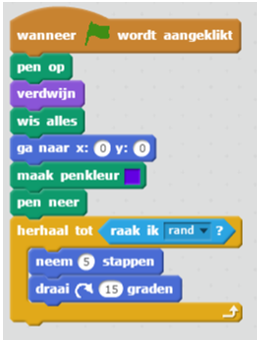 wanneer wordt aangeklikt
pen op
verdwijn
wis alles
ga naar x: 0 y: 0
maak penkleur
pen neer
herhaal tot raak ik rand ?
neem 5 stappen
draai 15 graden